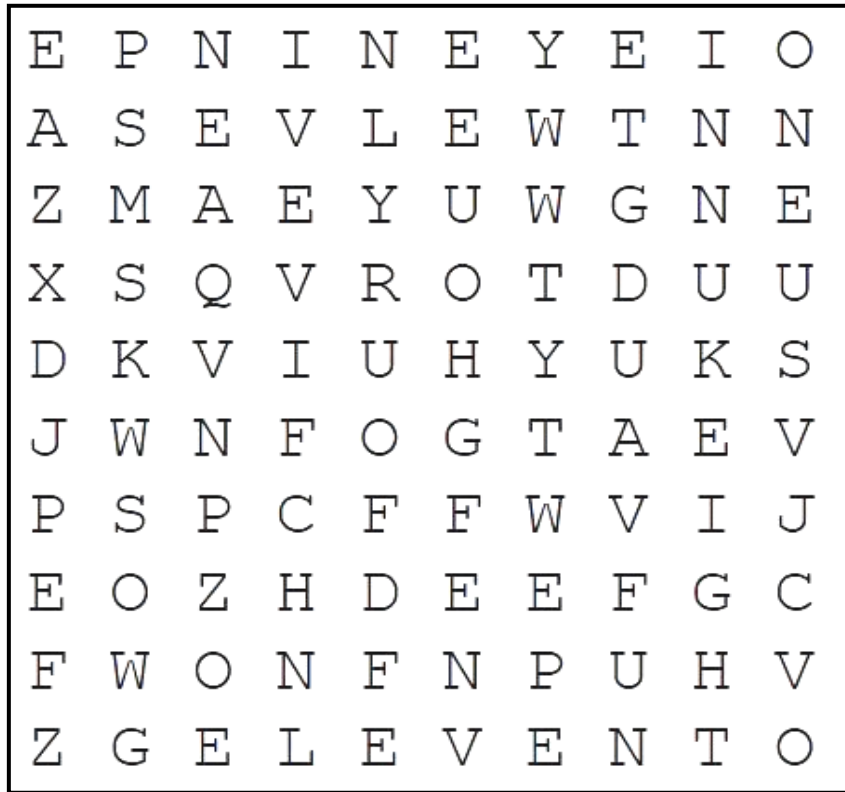 E P N I N E Y E I O
A S E V L E W T N N
Z M A E Y U W G N E
X S Q V R O T D U U
D K V I U H Y U K S
J W N F O G T A E V
P S P C F F W V I J
E O Z H D E E F G C
F W O N F N P U H V
Z G E L E V E N T O